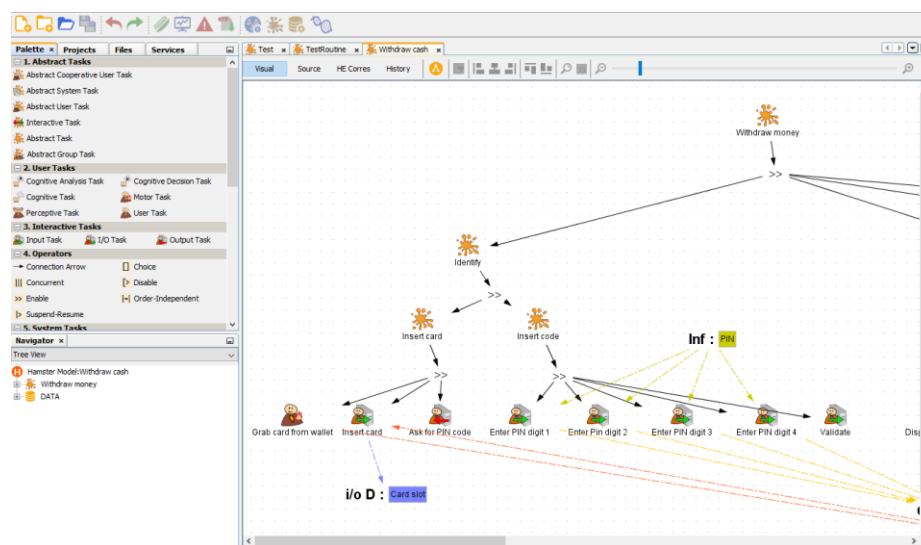 Palette × Projects Files Services
Test × TestRoutine × Withdraw cash ×
1. Abstract Tasks
Abstract Cooperative User Task
Abstract System Task
Abstract User Task
Interactive Task
Abstract Task
Abstract Group Task
2. User Tasks
Cognitive Analysis Task Cognitive Decision Task
Cognitive Task Motor Task
Perceptive Task User Task
3. Interactive Tasks
Input Task I/O Task Output Task
4. Operators
Connection Arrow Choice
||| Concurrent [> Disable
>> Enable |=| Order-Independent
|> Suspend-Resume
5. System Tasks
Navigator ×
Tree View
H Hamster Model:Withdraw cash
Withdraw money
DATA
Visual Source HE Corres History
Withdraw money
>>
Identify
>>
Insert card Insert code
Inf : PIN
>> >>
Grab card from wallet Insert card Ask for PIN code Enter PIN digit 1 Enter Pin digit 2 Enter PIN digit 3 Enter PIN digit 4 Validate
i/o D : Card slot